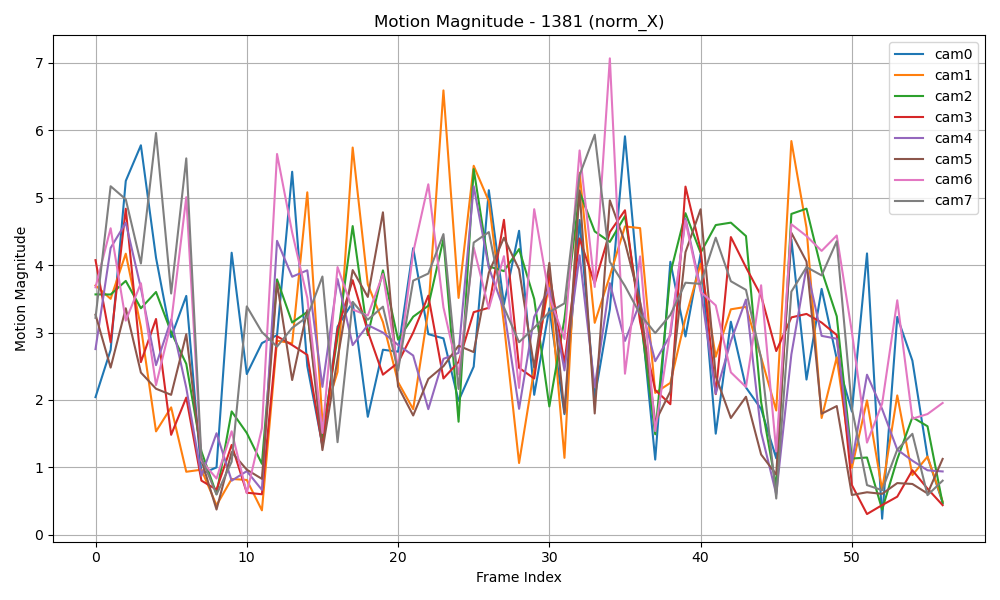 Motion Magnitude - 1381 (norm_X)
Motion Magnitude
7
6
5
4
3
2
1
0
0 10 20 30 40 50
Frame Index
cam0
cam1
cam2
cam3
cam4
cam5
cam6
cam7